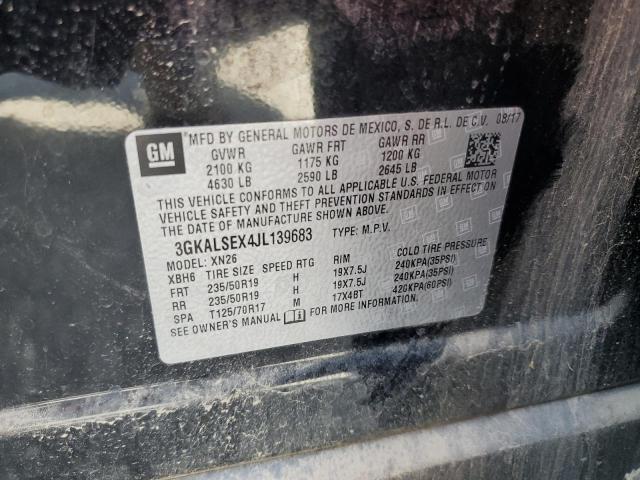 GM
MFD BY GENERAL MOTORS DE MEXICO, S. DE R.L. DE C.V. 08/17
GVWR GAWR FRT GAWR RR
2100 KG 1175 KG 1200 KG
4630 LB 2590 LB 2645 LB
THIS VEHICLE CONFORMS TO ALL APPLICABLE U.S. FEDERAL MOTOR
VEHICLE SAFETY AND THEFT PREVENTION STANDARDS IN EFFECT ON
THE DATE OF MANUFACTURE SHOWN ABOVE.
3GKALSEX4JL139683 TYPE: M.P.V.
MODEL: XN26
XBH6 TIRE SIZE SPEED RTG RIM COLD TIRE PRESSURE
FRT 235/50R19 H 19X7.5J 240KPA(35PSI)
RR 235/50R19 H 19X7.5J 240KPA(35PSI)
SPA T125/70R17 M 17X4BT 420KPA(60PSI)
SEE OWNER'S MANUAL FOR MORE INFORMATION.